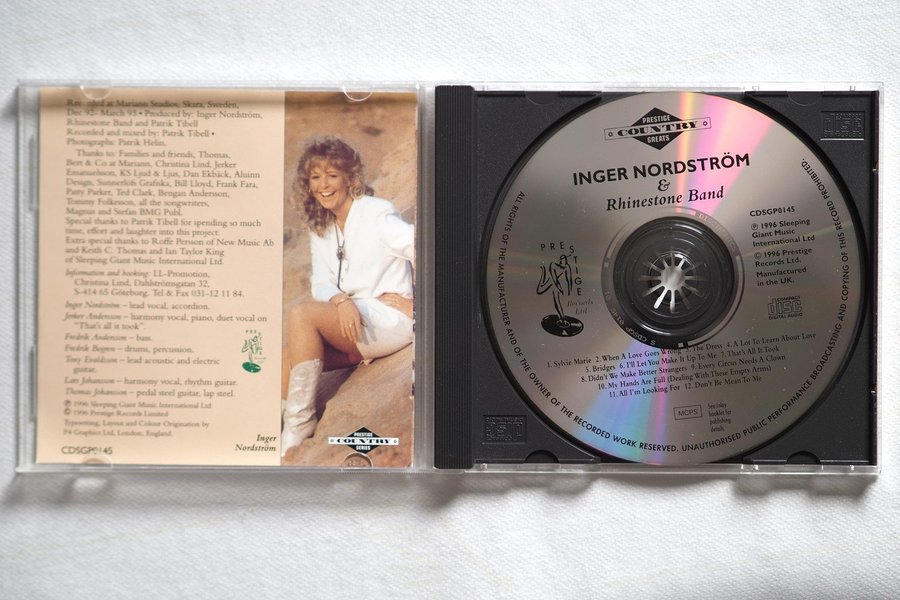 Recorded at Mariann Studios, Skara, Sweden,
Dec 92- March 93 • Produced by: Inger Nordström,
Rhinestone Band and Patrik Tibell
Recorded and mixed by: Patrik Tibell •
Photographs: Patrik Helin.
Thanks to: Families and friends, Thomas,
Bert & Co at Mariann, Christina Lind, Jerker
Emanuelsson, KS Ljud & Ljus, Dan Ekbäck, Aluinn
Design, Sunnerlöfs Grafiska, Bill Lloyd, Frank Fara,
Patty Parker, Ted Clark, Bengan Andersson,
Tommy Folkesson, all the songwriters,
Magnus and Stefan BMG Publ.
Special thanks to Patrik Tibell for spending so much
time, effort and laughter into this project.
Extra special thanks to Roffe Persson of New Music Ab
and Keith C. Thomas and Ian Taylor King
of Sleeping Giant Music International Ltd.
Information and booking: LL-Promotion,
Christina Lind, Dahlströmsgatan 32,
S-414 65 Göteborg. Tel & Fax 031-12 11 84.
Inger Nordström – lead vocal, accordion.
Jerker Andersson – harmony vocal, piano, duet vocal on
"That's all it took".
Fredrik Andersson – bass.
Fredrik Bogren – drums, percussion.
Tony Evaldsson – lead acoustic and electric
guitar.
Lars Johansson – harmony vocal, rhythm guitar.
Thomas Johansson – pedal steel guitar, lap steel.
℗ 1996 Sleeping Giant Music International Ltd
© 1996 Prestige Records Limited
Typesetting, Layout and Colour Origination by
P4 Graphics Ltd, London, England.
CDSGP0145
Inger
Nordström
PRESTIGE
Records
Ltd
PRESTIGE
COUNTRY
SERIES
PRESTIGE
COUNTRY
GREATS
INGER NORDSTRÖM
&
Rhinestone Band
CDSGP0145
℗ 1996 Sleeping
Giant Music
International Ltd
© 1996 Prestige
Records Ltd.
Manufactured
in the UK.
PRESTIGE
Records
Ltd
COMPACT
disc
DIGITAL AUDIO
1. Sylvie Marie 2. When A Love Goes Wrong 3. The Dress 4. A Lot To Learn About Love
5. Bridges 6. I'll Let You Make It Up To Me 7. That's All It Took
8. Didn't We Make Better Strangers 9. Every Circus Needs A Clown
10. My Hands Are Full (Dealing With These Empty Arms)
11. All I'm Looking For 12. Don't Be Mean To Me
MCPS
See inlay
booklet for
publishing
details.
ALL RIGHTS OF THE MANUFACTURER AND OF THE OWNER OF THE RECORDED WORK RESERVED. UNAUTHORISED PUBLIC PERFORMANCE BROADCASTING AND COPYING OF THIS RECORD PROHIBITED.